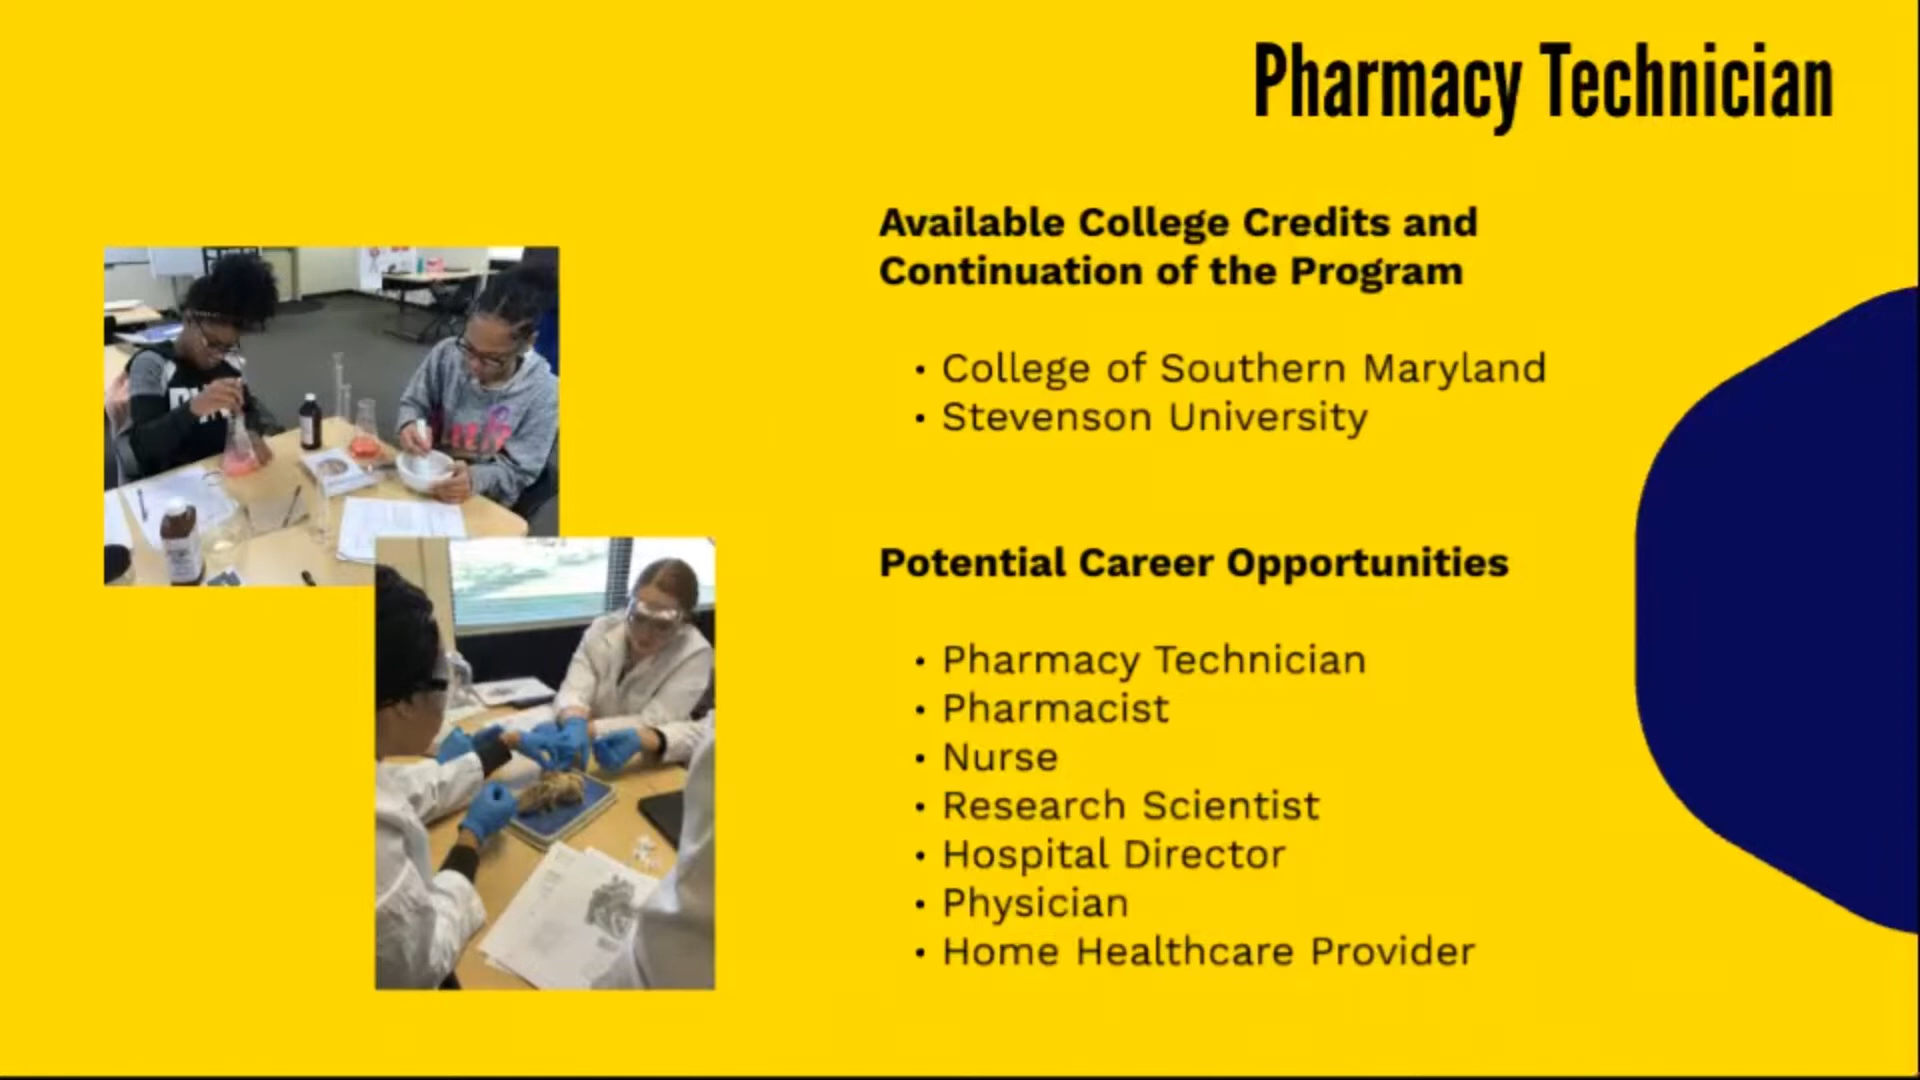 Pharmacy Technician
Available College Credits and
Continuation of the Program
• College of Southern Maryland
• Stevenson University
Potential Career Opportunities
• Pharmacy Technician
• Pharmacist
• Nurse
• Research Scientist
• Hospital Director
• Physician
• Home Healthcare Provider